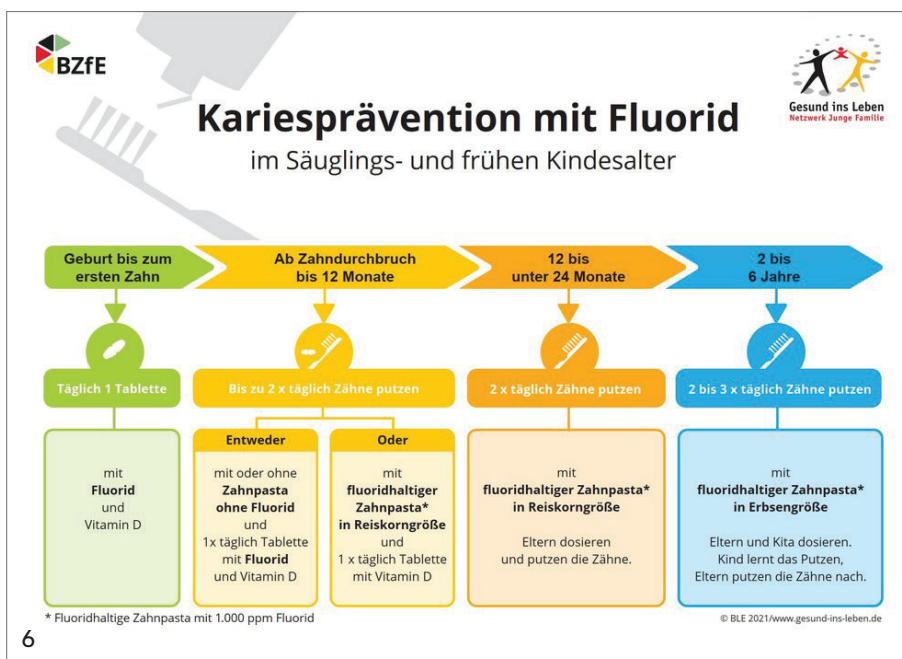 BZfE
Gesund ins Leben
Netzwerk Junge Familie
Kariesprävention mit Fluorid
im Säuglings- und frühen Kindesalter
Geburt bis zum
ersten Zahn
Täglich 1 Tablette
mit
Fluorid
und
Vitamin D
Ab Zahndurchbruch
bis 12 Monate
Bis zu 2 x täglich Zähne putzen
Entweder
mit oder ohne
Zahnpasta
ohne Fluorid
und
1x täglich Tablette
mit Fluorid
und Vitamin D
Oder
mit
fluoridhaltiger
Zahnpasta*
in Reiskorngröße
und
1 x täglich Tablette
mit Vitamin D
12 bis
unter 24 Monate
2 x täglich Zähne putzen
mit
fluoridhaltiger Zahnpasta*
in Reiskorngröße
Eltern dosieren
und putzen die Zähne.
2 bis
6 Jahre
2 bis 3 x täglich Zähne putzen
mit
fluoridhaltiger Zahnpasta*
in Erbsengröße
Eltern und Kita dosieren.
Kind lernt das Putzen,
Eltern putzen die Zähne nach.
* Fluoridhaltige Zahnpasta mit 1.000 ppm Fluorid
© BLE 2021/www.gesund-ins-leben.de
6